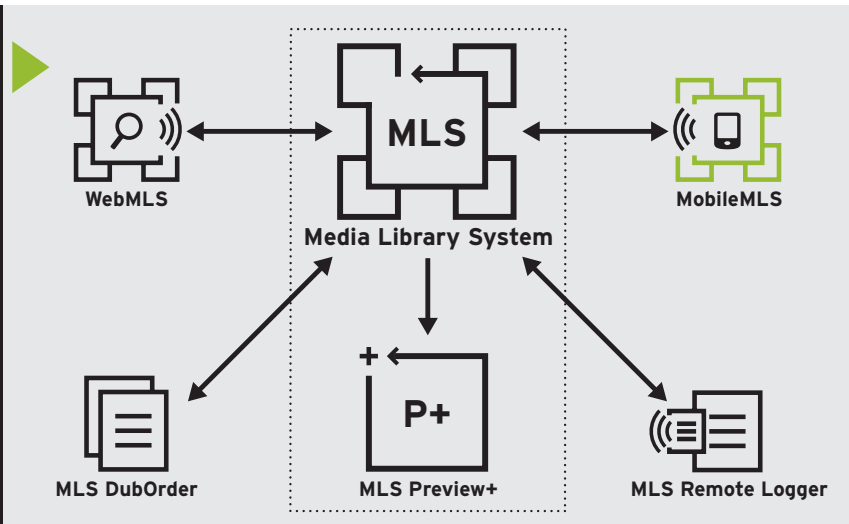 MLS
WebMLS
MobileMLS
Media Library System
P+
MLS DubOrder
MLS Preview+
MLS Remote Logger